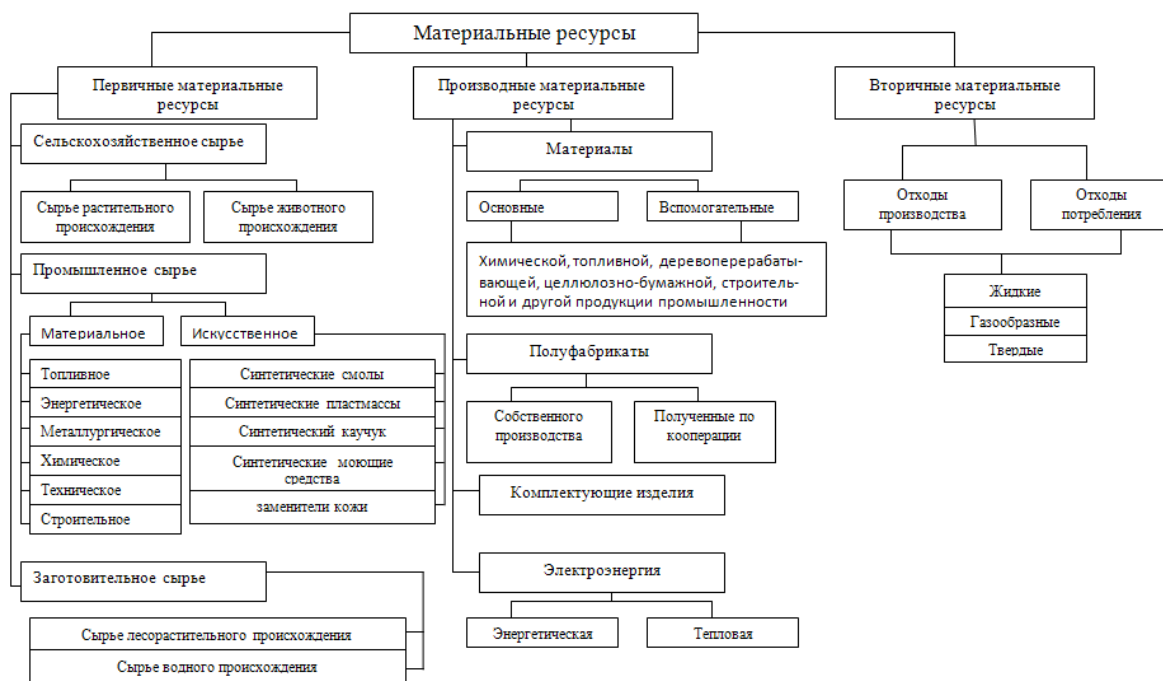 Материальные ресурсы
Первичные материальные
ресурсы
Сельскохозяйственное сырье
Сырье растительного
происхождения
Сырье животного
происхождения
Промышленное сырье
Материальное
Искусственное
Топливное
Энергетическое
Металлургическое
Химическое
Техническое
Строительное
Синтетические смолы
Синтетические пластмассы
Синтетический каучук
Синтетические моющие
средства
заменители кожи
Заготовительное сырье
Сырье лесорастительного происхождения
Сырье водного происхождения
Производные материальные
ресурсы
Материалы
Основные
Вспомогательные
Химической, топливной, деревоперерабаты-
вающей, целлюлозно-бумажной, строитель-
ной и другой продукции промышленности
Полуфабрикаты
Собственного
производства
Полученные по
кооперации
Комплектующие изделия
Электроэнергия
Энергетическая
Тепловая
Вторичные материальные
ресурсы
Отходы
производства
Отходы
потребления
Жидкие
Газообразные
Твердые